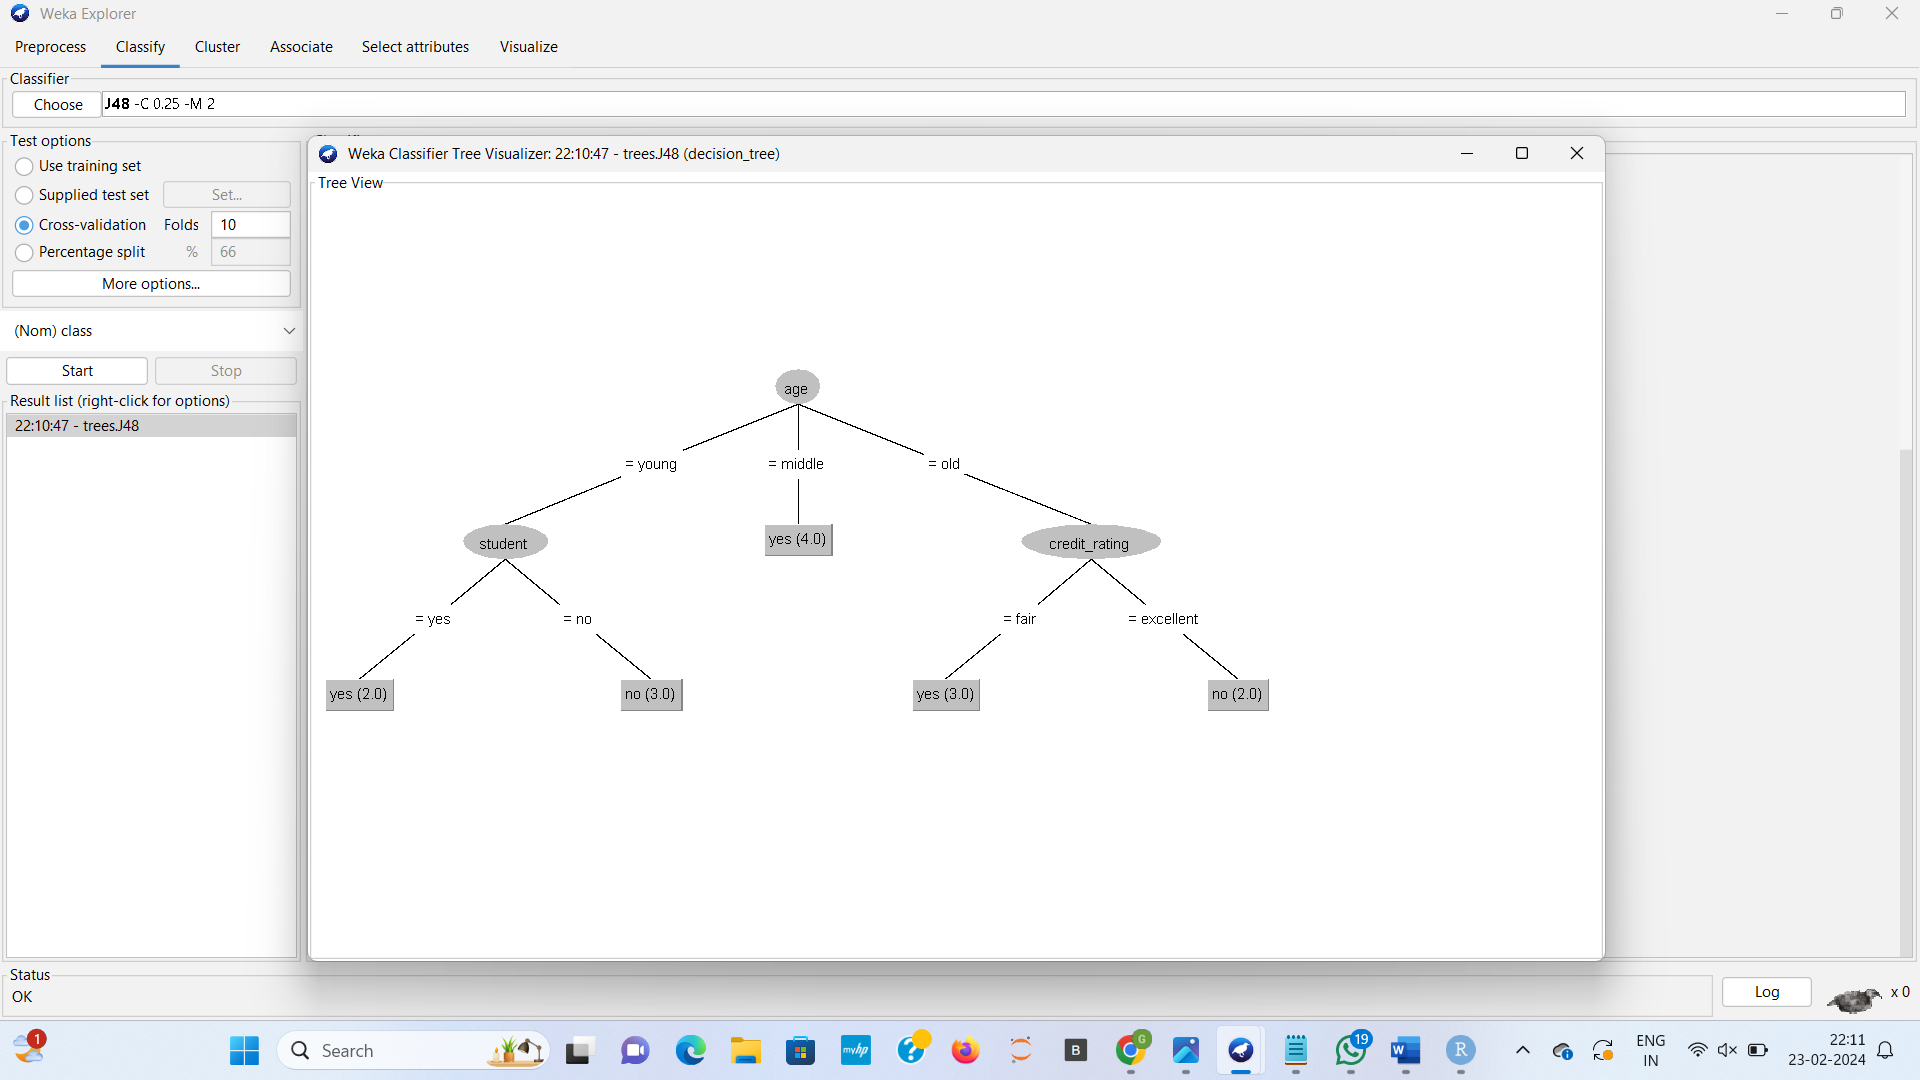 Weka Explorer
Preprocess Classify Cluster Associate Select attributes Visualize
Classifier
Choose J48 -C 0.25 -M 2
Test options
Use training set
Supplied test set Set...
Cross-validation Folds 10
Percentage split % 66
More options...
(Nom) class
Start Stop
Result list (right-click for options)
22:10:47 - trees.J48
Weka Classifier Tree Visualizer: 22:10:47 - trees.J48 (decision_tree)
Tree View
age
= young = middle = old
student yes (4.0) credit_rating
= yes = no = fair = excellent
yes (2.0) no (3.0) yes (3.0) no (2.0)
Status
OK
Log x 0
1
Search
myhp
B
G
19
W
R
ENG
IN
22:11
23-02-2024